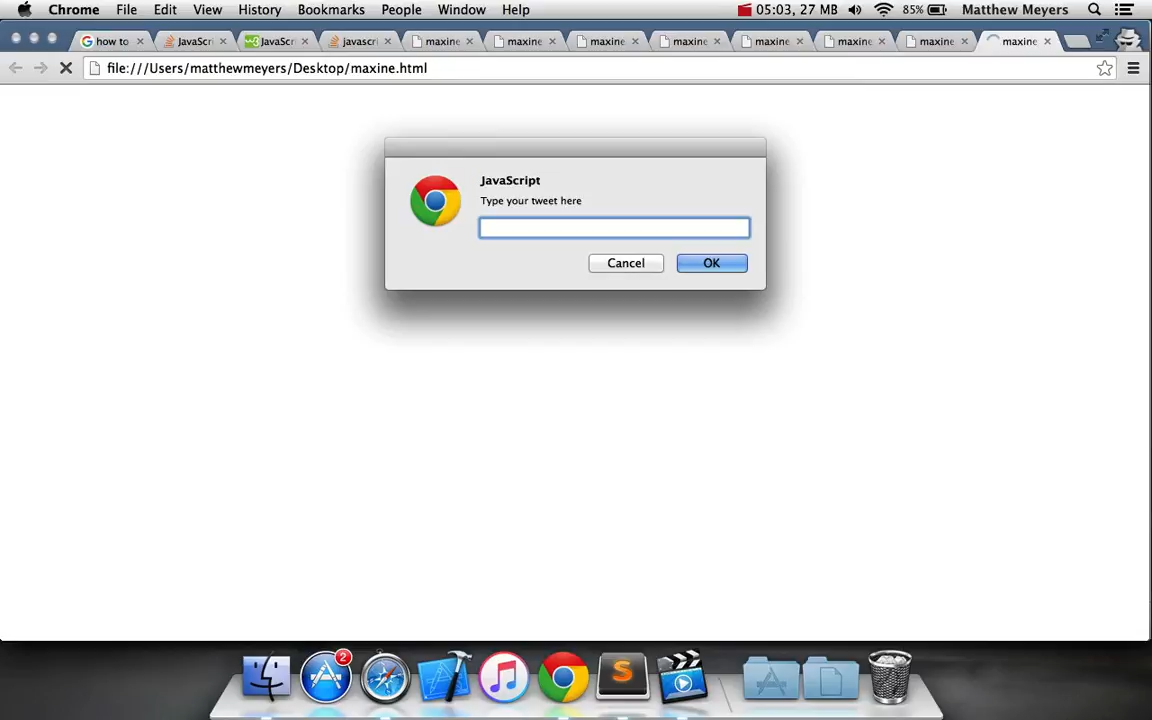 Chrome File Edit View History Bookmarks People Window Help 05:03, 27 MB 85% Matthew Meyers
how to JavaScri JavaScri javascri maxine maxine maxine maxine maxine maxine maxine maxine
file:///Users/matthewmeyers/Desktop/maxine.html
JavaScript
Type your tweet here
Cancel OK
2